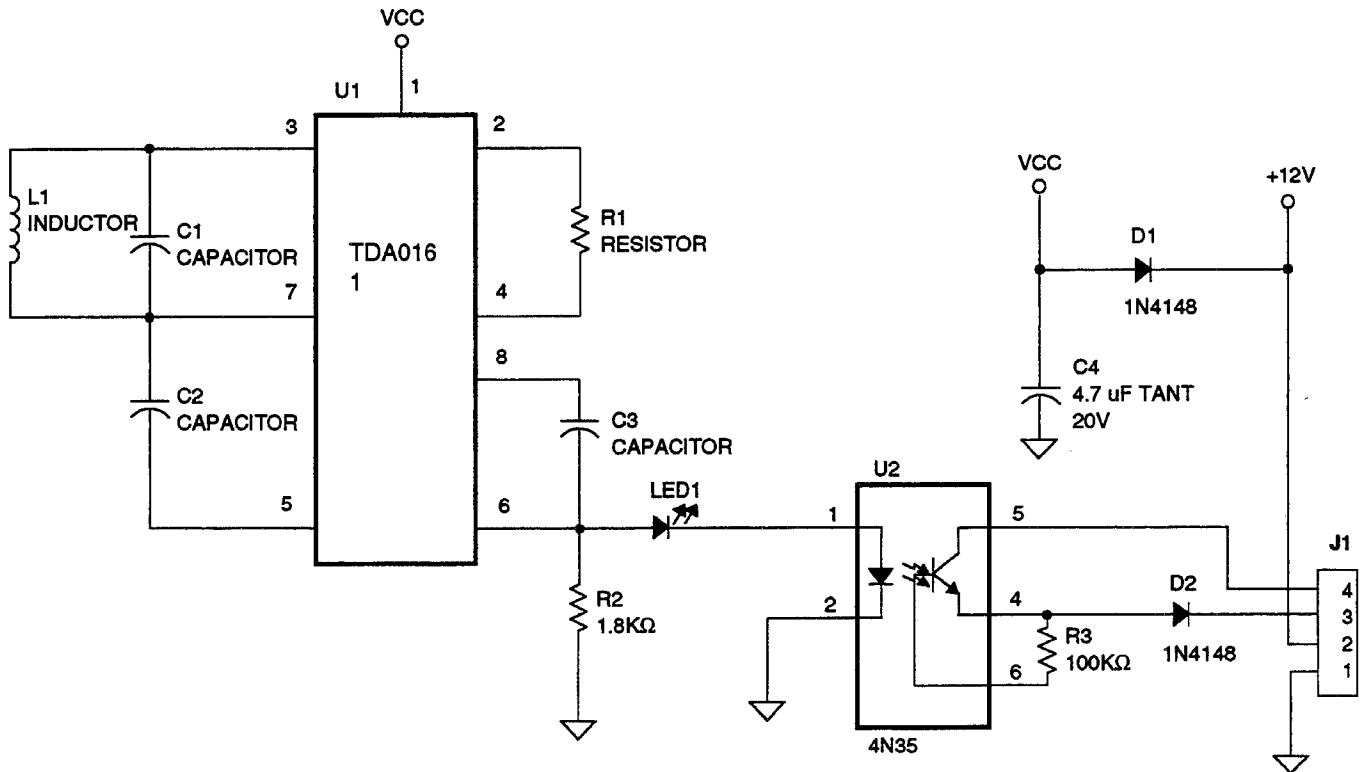 VCC
U1
1
3
2
L1
INDUCTOR
C1
CAPACITOR
TDA016
1
R1
RESISTOR
7
4
8
C2
CAPACITOR
C3
CAPACITOR
5
6
LED1
R2
1.8KΩ
VCC
+12V
D1
1N4148
C4
4.7 uF TANT
20V
U2
1
5
2
4
6
R3
100KΩ
D2
1N4148
4N35
J1
4
3
2
1